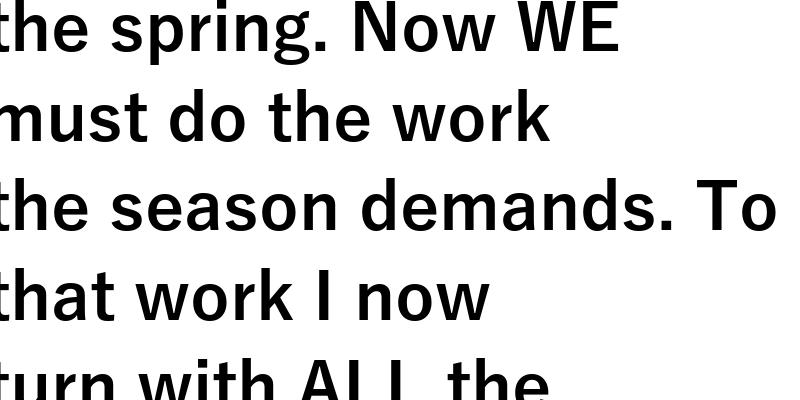 the spring. Now WE
must do the work
the season demands. To
that work I now
turn with ALL the